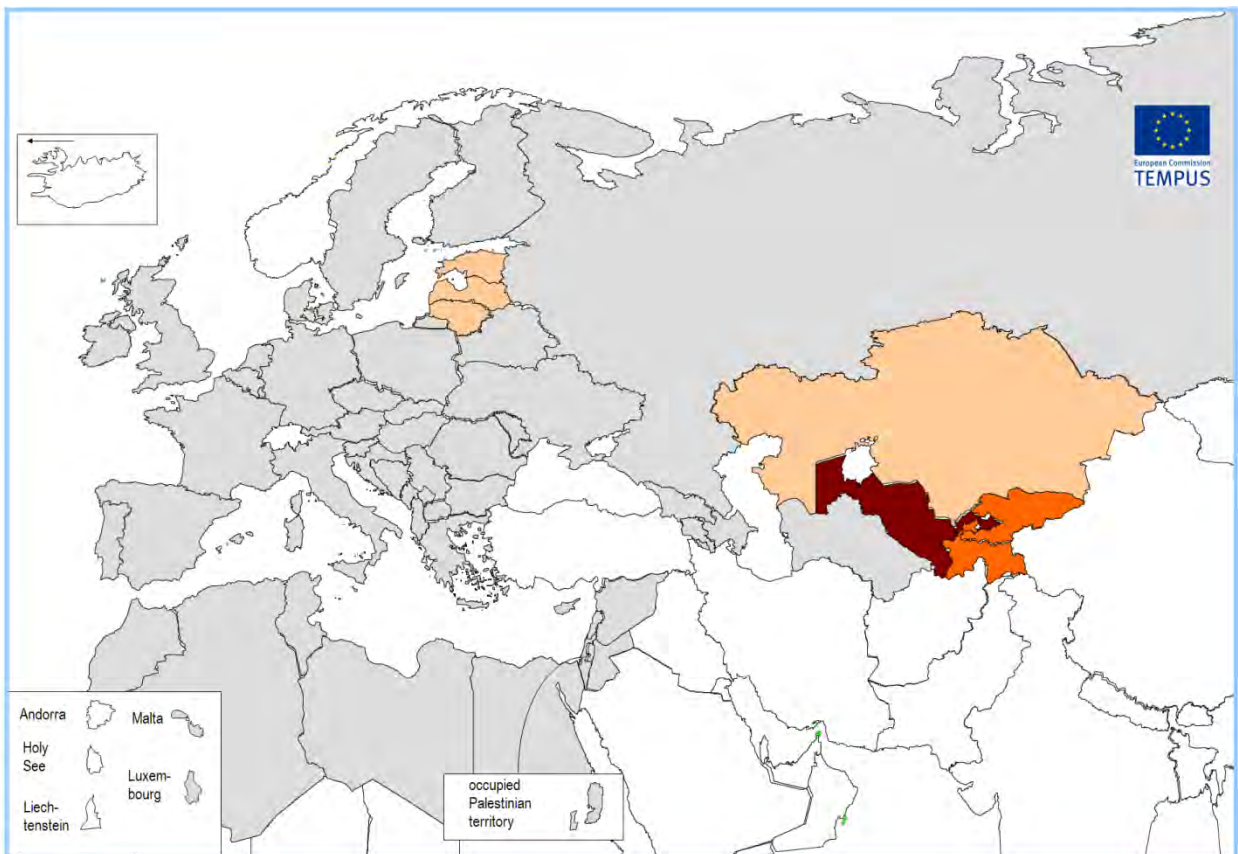 European Commission
TEMPUS
Andorra
Malta
Holy
See
Luxem-
bourg
Liech-
tenstein
occupied
Palestinian
territory